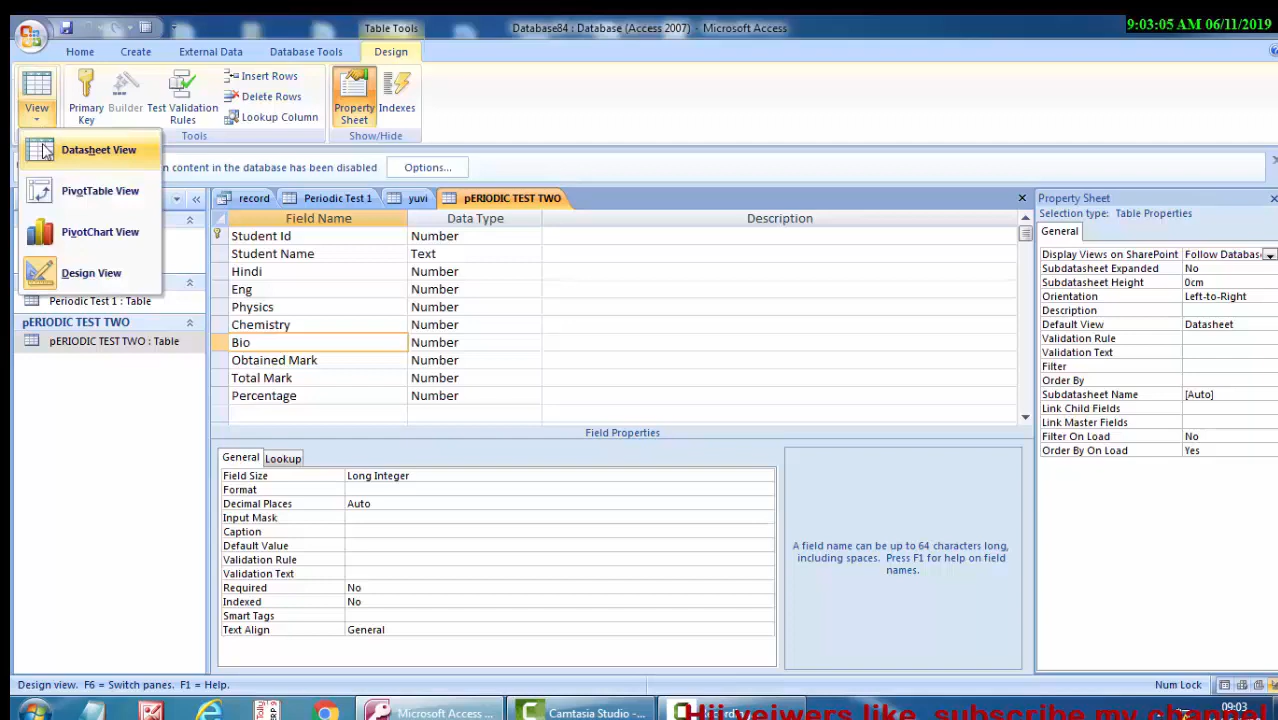 Table Tools
Database84 : Database (Access 2007) - Microsoft Access
9:03:05 AM 06/11/2019
Home
Create
External Data
Database Tools
Design
View
Primary Key
Builder
Test Validation Rules
Insert Rows
Delete Rows
Lookup Column
Property Sheet
Indexes
Tools
Show/Hide
Datasheet View
PivotTable View
PivotChart View
Design View
n content in the database has been disabled
Options...
record
Periodic Test 1
yuvi
pERIODIC TEST TWO
Periodic Test 1 : Table
pERIODIC TEST TWO
pERIODIC TEST TWO : Table
Field Name Data Type Description
Student Id Number
Student Name Text
Hindi Number
Eng Number
Physics Number
Chemistry Number
Bio Number
Obtained Mark Number
Total Mark Number
Percentage Number
Field Properties
General Lookup
Field Size Long Integer
Format
Decimal Places Auto
Input Mask
Caption
Default Value
Validation Rule
Validation Text
Required No
Indexed No
Smart Tags
Text Align General
A field name can be up to 64 characters long,
including spaces. Press F1 for help on field
names.
Property Sheet
Selection type: Table Properties
General
Display Views on SharePoint Follow Databas
Subdatasheet Expanded No
Subdatasheet Height 0cm
Orientation Left-to-Right
Description
Default View Datasheet
Validation Rule
Validation Text
Filter
Order By
Subdatasheet Name [Auto]
Link Child Fields
Link Master Fields
Filter On Load No
Order By On Load Yes
Design view. F6 = Switch panes. F1 = Help.
Num Lock
Microsoft Access ...
Camtasia Studio -...
09:03
Hii veiwers like, subscribe my channel